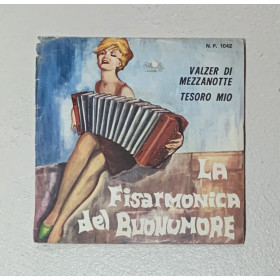 N. P. 1042
VALZER DI
MEZZANOTTE
TESORO MIO
LA
Fisarmonica
del BUONUMORE